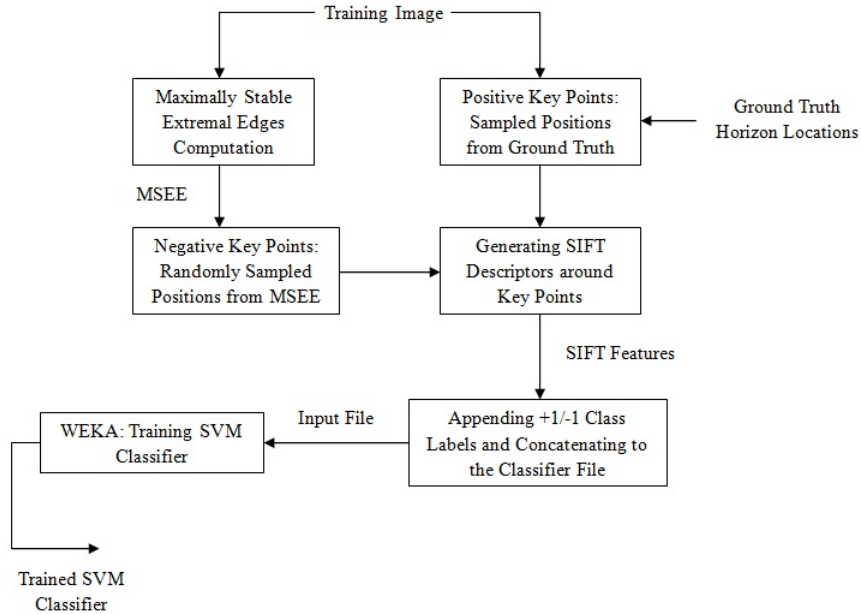 Training Image
Maximally Stable
Extremal Edges
Computation
Positive Key Points:
Sampled Positions
from Ground Truth
Ground Truth
Horizon Locations
MSEE
Negative Key Points:
Randomly Sampled
Positions from MSEE
Generating SIFT
Descriptors around
Key Points
SIFT Features
Appending +1/-1 Class
Labels and Concatenating to
the Classifier File
Input File
WEKA: Training SVM
Classifier
Trained SVM
Classifier